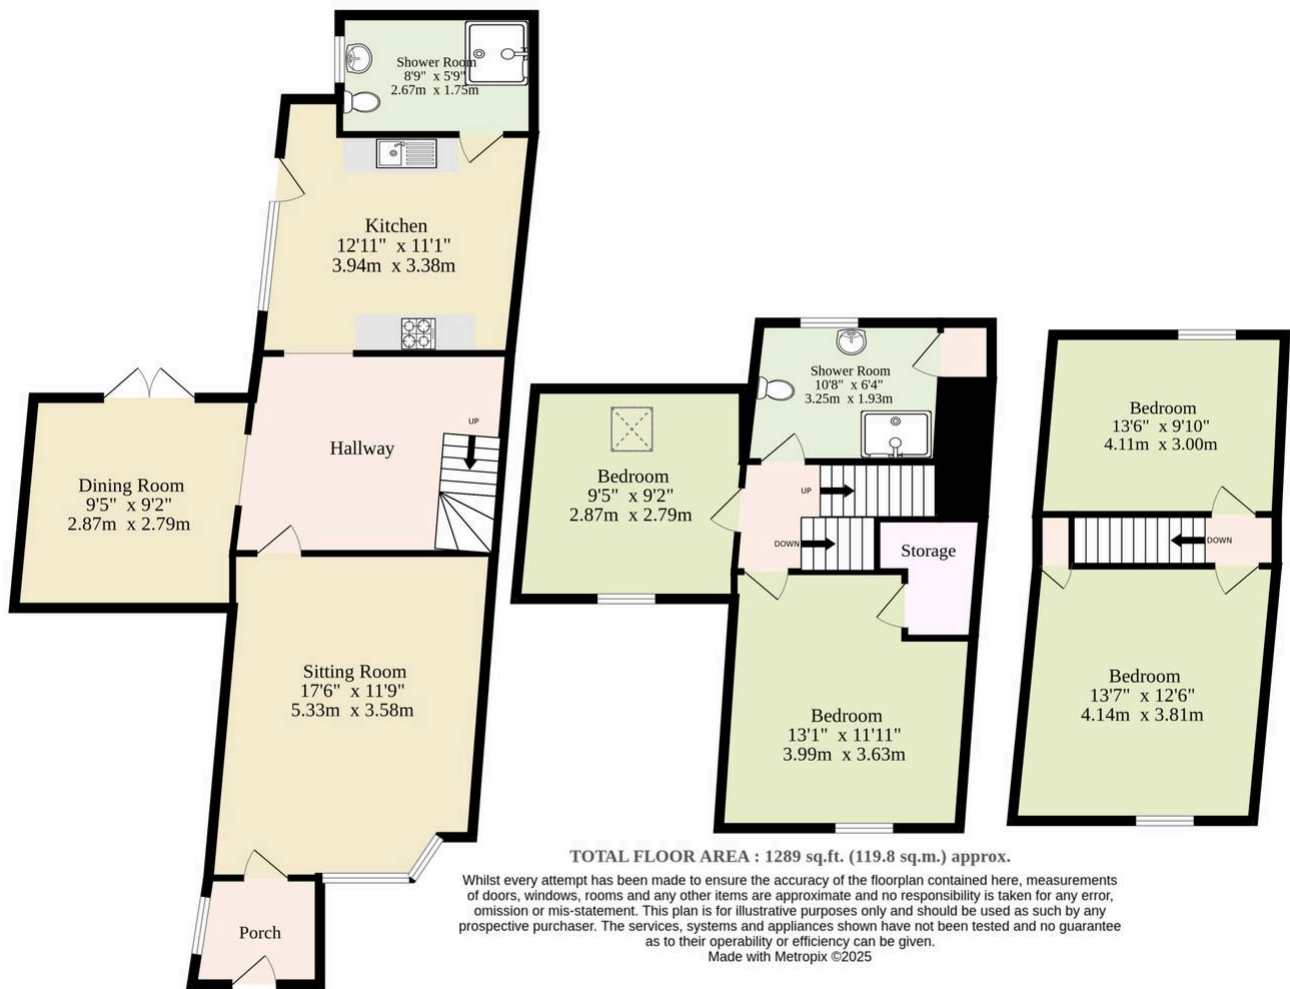 Shower Room
8'9" x 5'9"
2.67m x 1.75m
Kitchen
12'11" x 11'1"
3.94m x 3.38m
UP
Hallway
Dining Room
9'5" x 9'2"
2.87m x 2.79m
Sitting Room
17'6" x 11'9"
5.33m x 3.58m
Porch
Shower Room
10'8" x 6'4"
3.25m x 1.93m
Bedroom
9'5" x 9'2"
2.87m x 2.79m
UP
DOWN
Storage
Bedroom
13'1" x 11'11"
3.99m x 3.63m
Bedroom
13'6" x 9'10"
4.11m x 3.00m
DOWN
Bedroom
13'7" x 12'6"
4.14m x 3.81m
TOTAL FLOOR AREA : 1289 sq.ft. (119.8 sq.m.) approx.
Whilst every attempt has been made to ensure the accuracy of the floorplan contained here, measurements
of doors, windows, rooms and any other items are approximate and no responsibility is taken for any error,
omission or mis-statement. This plan is for illustrative purposes only and should be used as such by any
prospective purchaser. The services, systems and appliances shown have not been tested and no guarantee
as to their operability or efficiency can be given.
Made with Metropix ©2025